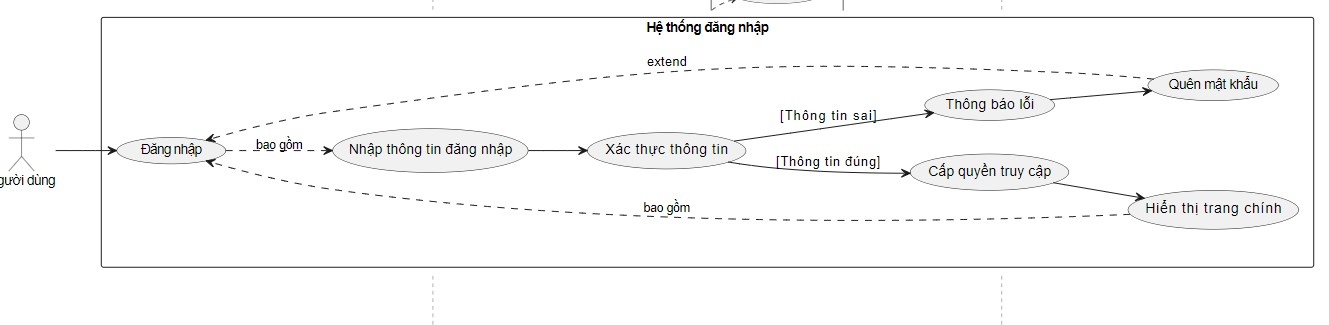 Hệ thống đăng nhập
extend
Quên mật khẩu
Thông báo lỗi
[Thông tin sai]
Đăng nhập
bao gồm
Nhập thông tin đăng nhập
Xác thực thông tin
[Thông tin đúng]
Cấp quyền truy cập
gười dùng
bao gồm
Hiển thị trang chính